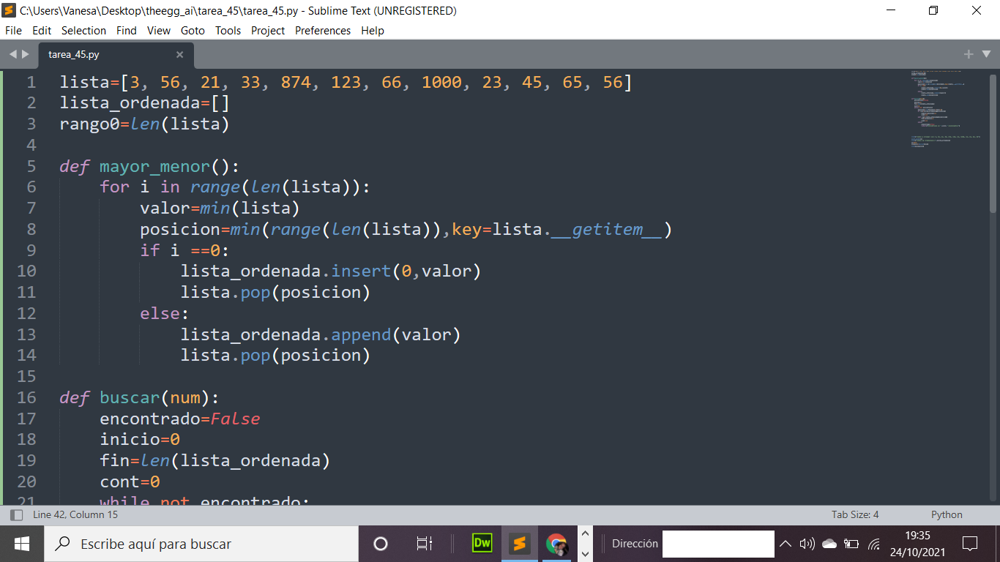 C:\Users\Vanesa\Desktop\theegg_ai\tarea_45\tarea_45.py - Sublime Text (UNREGISTERED)
File Edit Selection Find View Goto Tools Project Preferences Help
tarea_45.py
1 lista=[3, 56, 21, 33, 874, 123, 66, 1000, 23, 45, 65, 56]
2 lista_ordenada=[]
3 rango0=len(lista)
4
5 def mayor_menor():
6     for i in range(len(lista)):
7         valor=min(lista)
8         posicion=min(range(len(lista)),key=lista.__getitem__)
9         if i ==0:
10             lista_ordenada.insert(0,valor)
11             lista.pop(posicion)
12         else:
13             lista_ordenada.append(valor)
14             lista.pop(posicion)
15
16 def buscar(num):
17     encontrado=False
18     inicio=0
19     fin=len(lista_ordenada)
20     cont=0
21     while not encontrado:
Line 42, Column 15 Tab Size: 4 Python
Escribe aquí para buscar Dw Dirección 19:35
24/10/2021